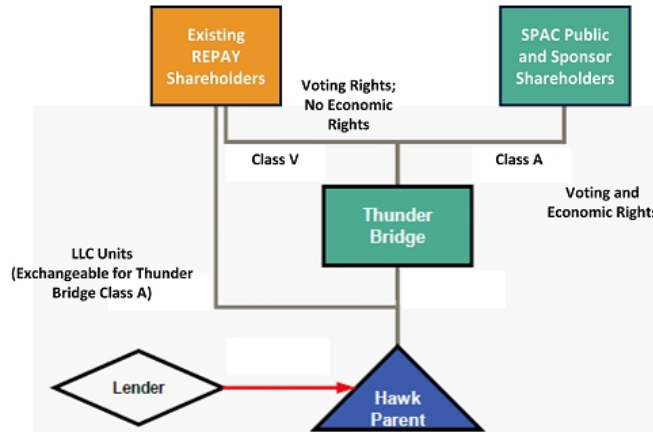 Existing
REPAY
Shareholders
SPAC Public
and Sponsor
Shareholders
Voting Rights;
No Economic
Rights
Class V
Class A
Thunder
Bridge
Voting and
Economic Rights
LLC Units
(Exchangeable for Thunder
Bridge Class A)
Lender
Hawk
Parent